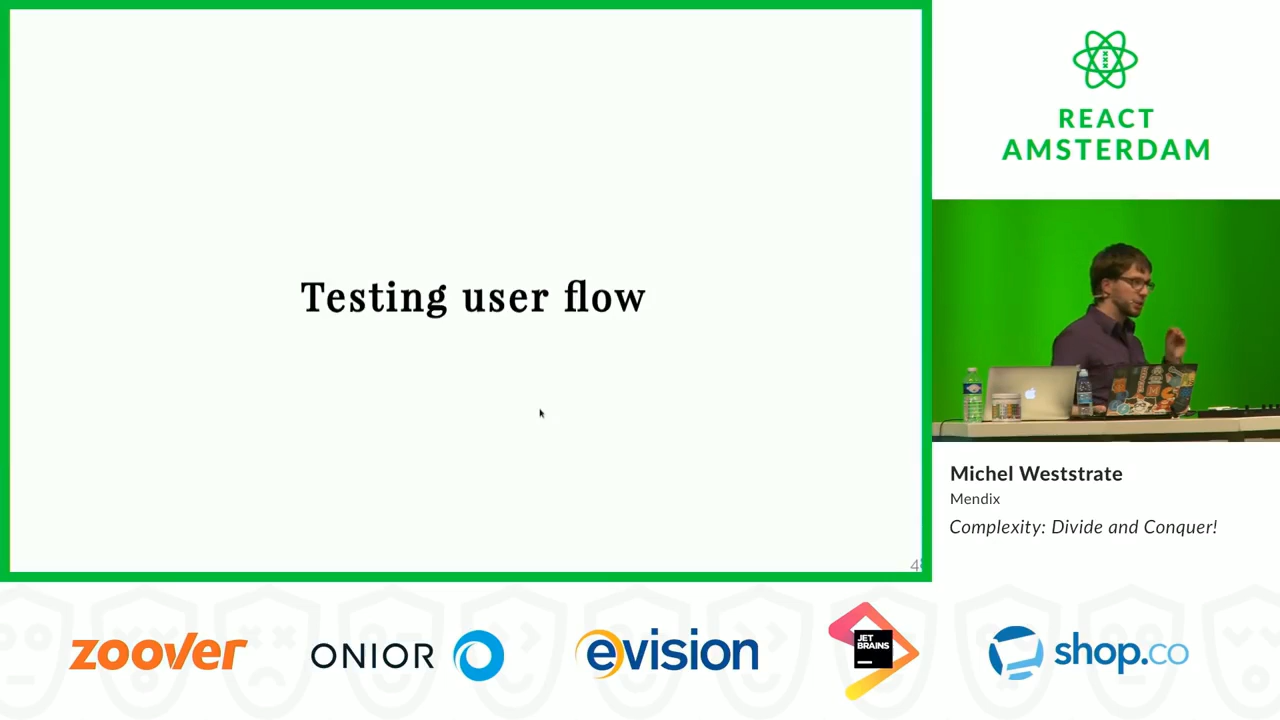 Testing user flow
REACT
AMSTERDAM
Michel Weststrate
Mendix
Complexity: Divide and Conquer!
zoover
ONIOR
evision
JET
BRAINS
shop.co